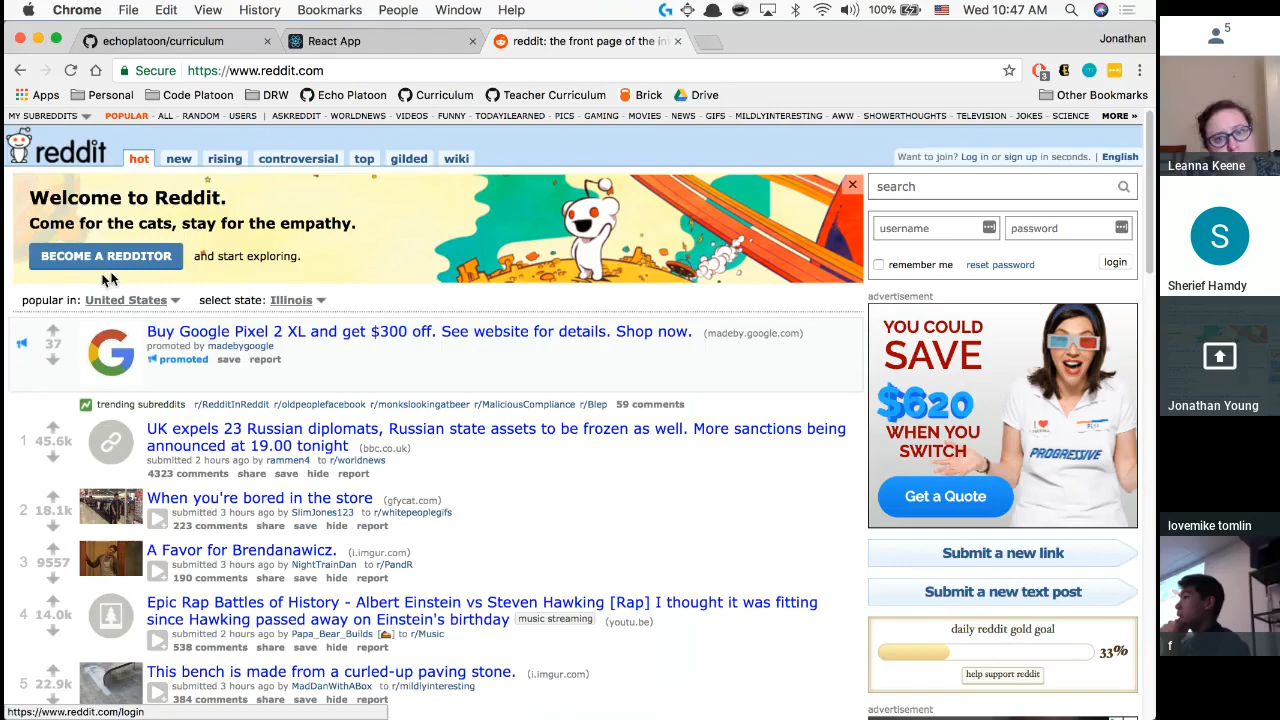 Chrome File Edit View History Bookmarks People Window Help 100% Wed 10:47 AM
echoplatoon/curriculum React App reddit: the front page of the in Jonathan
Secure https://www.reddit.com 3
Apps Personal Code Platoon DRW Echo Platoon Curriculum Teacher Curriculum Brick Drive Other Bookmarks
MY SUBREDDITS POPULAR - ALL - RANDOM - USERS | ASKREDDIT - WORLDNEWS - VIDEOS - FUNNY - TODAYILEARNED - PICS - GAMING - MOVIES - NEWS - GIFS - MILDLYINTERESTING - AWW - SHOWERTHOUGHTS - TELEVISION - JOKES - SCIENCE MORE »
reddit hot new rising controversial top gilded wiki
Want to join? Log in or sign up in seconds. | English
Welcome to Reddit.
Come for the cats, stay for the empathy.
BECOME A REDDITOR and start exploring.
popular in: United States select state: Illinois
37
Buy Google Pixel 2 XL and get $300 off. See website for details. Shop now. (madeby.google.com)
promoted by madebygoogle
promoted save report
trending subreddits r/RedditInReddit r/oldpeoplefacebook r/monkslookingatbeer r/MaliciousCompliance r/Blep 59 comments
1 45.6k
UK expels 23 Russian diplomats, Russian state assets to be frozen as well. More sanctions being
announced at 19.00 tonight (bbc.co.uk)
submitted 2 hours ago by rammen4 to r/worldnews
4323 comments share save hide report
2 18.1k
When you're bored in the store (gfycat.com)
submitted 3 hours ago by SlimJones123 to r/whitepeoplegifs
223 comments share save hide report
3 9557
A Favor for Brendanawicz. (i.imgur.com)
submitted 3 hours ago by NightTrainDan to r/PandR
190 comments share save hide report
4 14.0k
Epic Rap Battles of History - Albert Einstein vs Steven Hawking [Rap] I thought it was fitting
since Hawking passed away on Einstein's birthday music streaming (youtu.be)
submitted 2 hours ago by Papa_Bear_Builds [] to r/Music
538 comments share save hide report
5 22.9k
This bench is made from a curled-up paving stone. (i.imgur.com)
submitted 3 hours ago by MadDanWithABox to r/mildlyinteresting
384 comments share save hide report
https://www.reddit.com/login
search
username password
remember me reset password login
advertisement
YOU COULD
SAVE
$620
WHEN YOU
SWITCH
PROGRESSIVE
Get a Quote
Submit a new link
Submit a new text post
daily reddit gold goal
33%
help support reddit
advertisement
5
Leanna Keene
S
Sherief Hamdy
Jonathan Young
lovemike tomlin
f